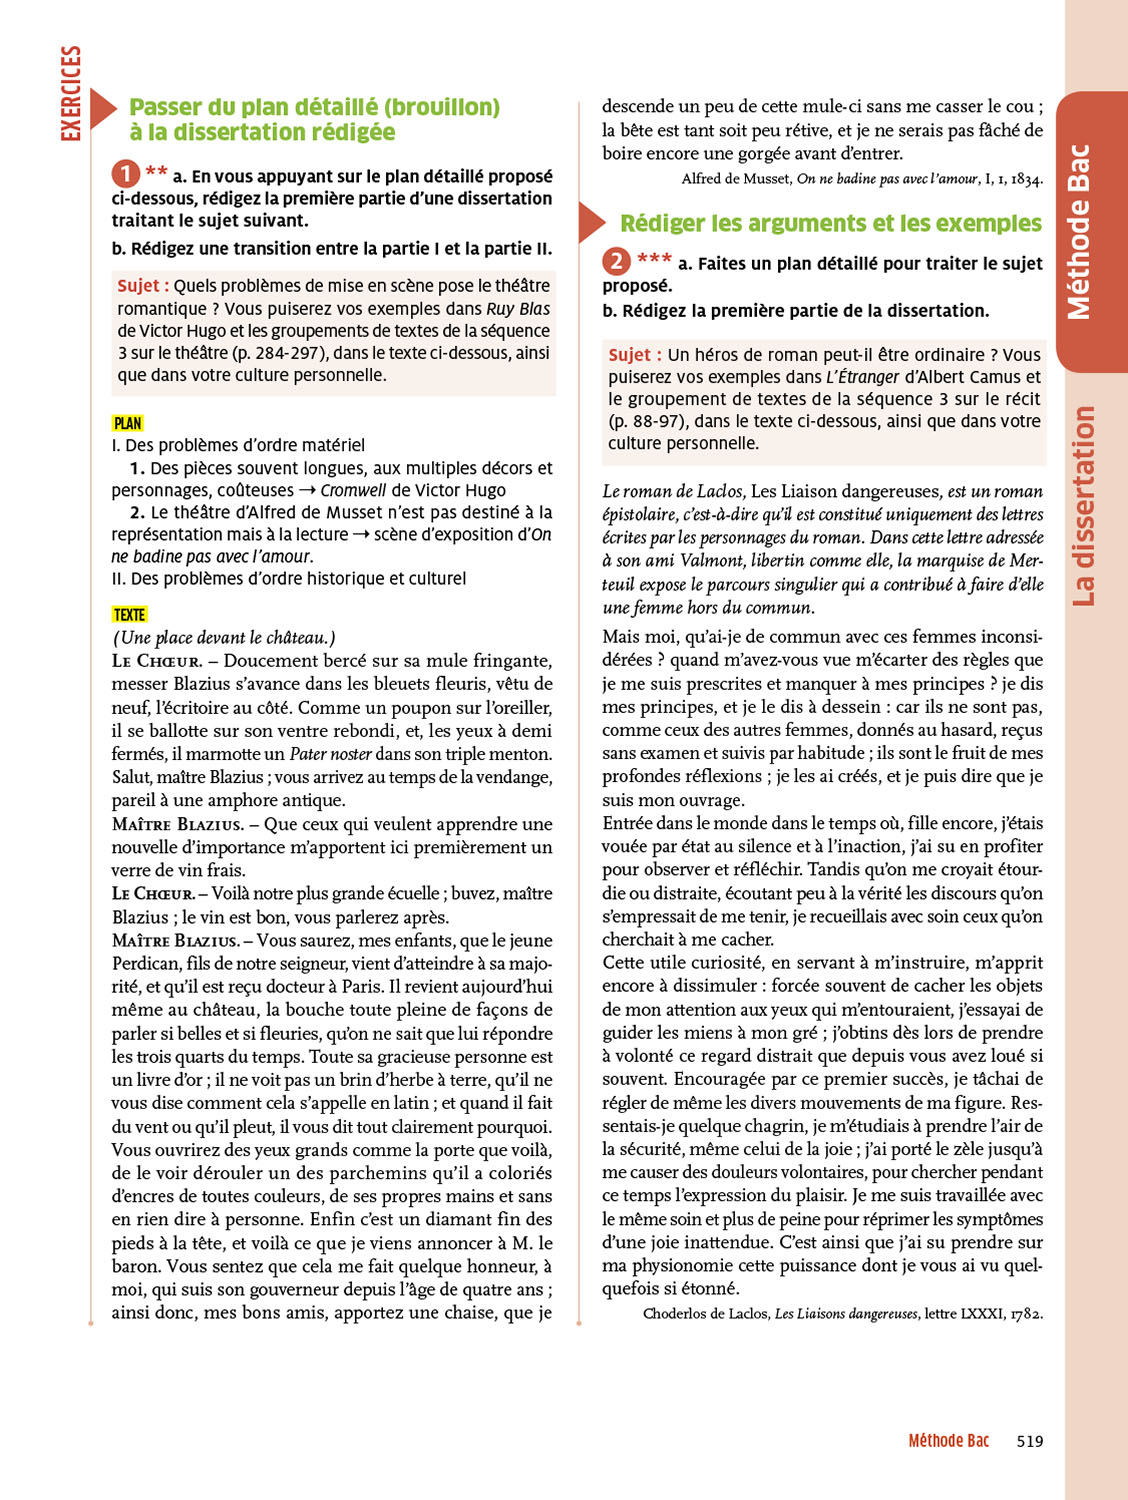 EXERCICES
Passer du plan détaillé (brouillon)
à la dissertation rédigée
1 ** a. En vous appuyant sur le plan détaillé proposé
ci-dessous, rédigez la première partie d'une dissertation
traitant le sujet suivant.
b. Rédigez une transition entre la partie I et la partie II.
Sujet : Quels problèmes de mise en scène pose le théâtre
romantique ? Vous puiserez vos exemples dans Ruy Blas
de Victor Hugo et les groupements de textes de la séquence
3 sur le théâtre (p. 284-297), dans le texte ci-dessous, ainsi
que dans votre culture personnelle.
PLAN
I. Des problèmes d'ordre matériel
1. Des pièces souvent longues, aux multiples décors et
personnages, coûteuses → Cromwell de Victor Hugo
2. Le théâtre d'Alfred de Musset n'est pas destiné à la
représentation mais à la lecture → scène d'exposition d'On
ne badine pas avec l'amour.
II. Des problèmes d'ordre historique et culturel
TEXTE
(Une place devant le château.)
LE CHŒUR. – Doucement bercé sur sa mule fringante,
messer Blazius s'avance dans les bleuets fleuris, vêtu de
neuf, l'écritoire au côté. Comme un poupon sur l'oreiller,
il se ballotte sur son ventre rebondi, et, les yeux à demi
fermés, il marmotte un Pater noster dans son triple menton.
Salut, maître Blazius ; vous arrivez au temps de la vendange,
pareil à une amphore antique.
MAÎTRE BLAZIUS. – Que ceux qui veulent apprendre une
nouvelle d'importance m'apportent ici premièrement un
verre de vin frais.
LE CHŒUR. – Voilà notre plus grande écuelle ; buvez, maître
Blazius ; le vin est bon, vous parlerez après.
MAÎTRE BLAZIUS. – Vous saurez, mes enfants, que le jeune
Perdican, fils de notre seigneur, vient d'atteindre à sa majo-
rité, et qu'il est reçu docteur à Paris. Il revient aujourd'hui
même au château, la bouche toute pleine de façons de
parler si belles et si fleuries, qu'on ne sait que lui répondre
les trois quarts du temps. Toute sa gracieuse personne est
un livre d'or ; il ne voit pas un brin d'herbe à terre, qu'il ne
vous dise comment cela s'appelle en latin ; et quand il fait
du vent ou qu'il pleut, il vous dit tout clairement pourquoi.
Vous ouvrirez des yeux grands comme la porte que voilà,
de le voir dérouler un des parchemins qu'il a coloriés
d'encres de toutes couleurs, de ses propres mains et sans
en rien dire à personne. Enfin c'est un diamant fin des
pieds à la tête, et voilà ce que je viens annoncer à M. le
baron. Vous sentez que cela me fait quelque honneur, à
moi, qui suis son gouverneur depuis l'âge de quatre ans ;
ainsi donc, mes bons amis, apportez une chaise, que je
descende un peu de cette mule-ci sans me casser le cou ;
la bête est tant soit peu rétive, et je ne serais pas fâché de
boire encore une gorgée avant d'entrer.
Alfred de Musset, On ne badine pas avec l'amour, I, 1, 1834.
Rédiger les arguments et les exemples
2 *** a. Faites un plan détaillé pour traiter le sujet
proposé.
b. Rédigez la première partie de la dissertation.
Sujet : Un héros de roman peut-il être ordinaire ? Vous
puiserez vos exemples dans L'Étranger d'Albert Camus et
le groupement de textes de la séquence 3 sur le récit
(p. 88-97), dans le texte ci-dessous, ainsi que dans votre
culture personnelle.
Le roman de Laclos, Les Liaison dangereuses, est un roman
épistolaire, c'est-à-dire qu'il est constitué uniquement des lettres
écrites par les personnages du roman. Dans cette lettre adressée
à son ami Valmont, libertin comme elle, la marquise de Mer-
teuil expose le parcours singulier qui a contribué à faire d'elle
une femme hors du commun.
Mais moi, qu'ai-je de commun avec ces femmes inconsi-
dérées ? quand m'avez-vous vue m'écarter des règles que
je me suis prescrites et manquer à mes principes ? je dis
mes principes, et je le dis à dessein : car ils ne sont pas,
comme ceux des autres femmes, donnés au hasard, reçus
sans examen et suivis par habitude ; ils sont le fruit de mes
profondes réflexions ; je les ai créés, et je puis dire que je
suis mon ouvrage.
Entrée dans le monde dans le temps où, fille encore, j'étais
vouée par état au silence et à l'inaction, j'ai su en profiter
pour observer et réfléchir. Tandis qu'on me croyait étour-
die ou distraite, écoutant peu à la vérité les discours qu'on
s'empressait de me tenir, je recueillais avec soin ceux qu'on
cherchait à me cacher.
Cette utile curiosité, en servant à m'instruire, m'apprit
encore à dissimuler : forcée souvent de cacher les objets
de mon attention aux yeux qui m'entouraient, j'essayai de
guider les miens à mon gré ; j'obtins dès lors de prendre
à volonté ce regard distrait que depuis vous avez loué si
souvent. Encouragée par ce premier succès, je tâchai de
régler de même les divers mouvements de ma figure. Res-
sentais-je quelque chagrin, je m'étudiais à prendre l'air de
la sécurité, même celui de la joie ; j'ai porté le zèle jusqu'à
me causer des douleurs volontaires, pour chercher pendant
ce temps l'expression du plaisir. Je me suis travaillée avec
le même soin et plus de peine pour réprimer les symptômes
d'une joie inattendue. C'est ainsi que j'ai su prendre sur
ma physionomie cette puissance dont je vous ai vu quel-
quefois si étonné.
Choderlos de Laclos, Les Liaisons dangereuses, lettre LXXXI, 1782.
Méthode Bac
La dissertation
Méthode Bac 519